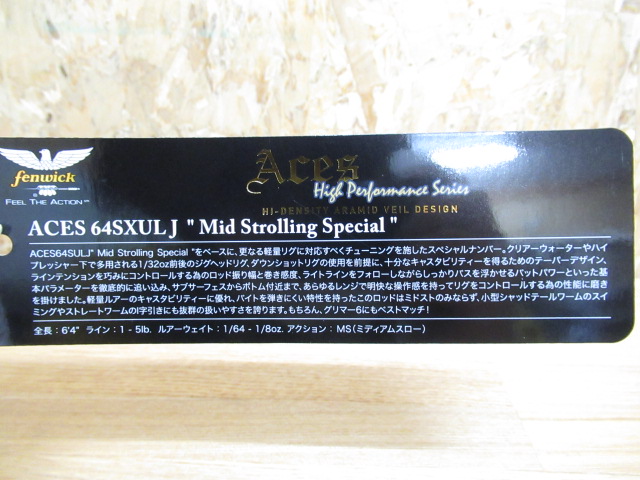 fenwick
FEEL THE ACTION™
Aces
High Performance Series
HI-DENSITY ARAMID VEIL DESIGN
ACES 64SXUL J " Mid Strolling Special "
ACES64SULJ" Mid Strolling Special "をベースに、更なる軽量リグに対応すべくチューニングを施したスペシャルナンバー。クリアーウォーターやハイ
プレッシャー下で多用される1/32oz前後のジグヘッドリグ、ダウンショットリグの使用を前提に、十分なキャスタビリティーを得るためのテーパーデザイン、
ラインテンションを巧みにコントロールする為のロッド振り幅と巻き感度、ライトラインをフォローしながらしっかりバスを浮かせるバットパワーといった基
本パラメーターを徹底的に追い込み、サブサーフェスからボトム付近まで、あらゆるレンジで明快な操作感を持ってリグをコントロールする為の性能に磨き
を掛けました。軽量ルアーのキャスタビリティーに優れ、バイトを弾きにくい特性を持ったこのロッドはミドストのみならず、小型シャッドテールワームのスイ
ミングやストレートワームのI字引きにも抜群の扱いやすさを誇ります。もちろん、グリマー6にもベストマッチ!
全長:6'4" ライン:1 - 5lb. ルアーウェイト:1/64 - 1/8oz. アクション:MS(ミディアムスロー)